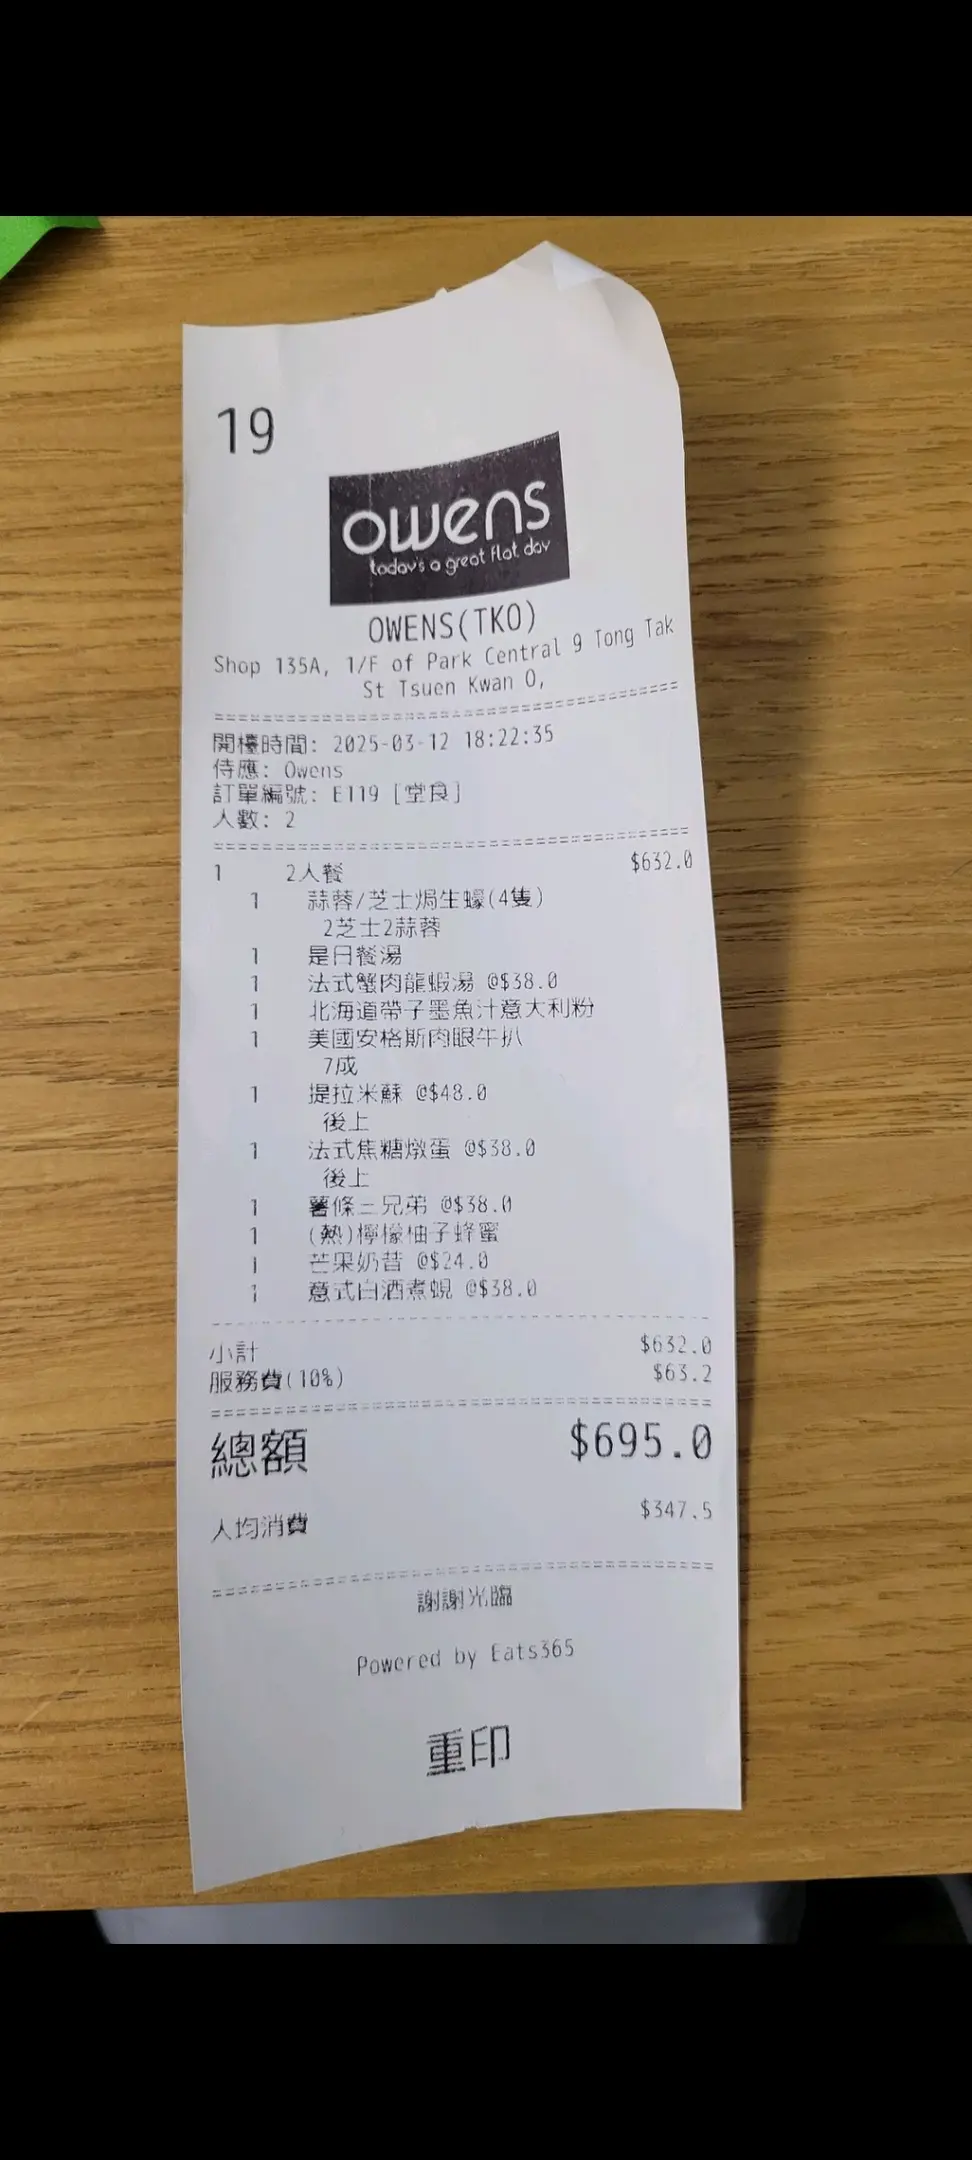 19
owens
today's a great flat day
OWENS(TKO)
Shop 135A, 1/F of Park Central 9 Tong Tak
St Tsuen Kwan O,
開檯時間: 2025-03-12 18:22:35
侍應: Owens
訂單編號: E119 [堂食]
人數: 2
1 2人餐 $632.0
1 蒜蓉/芝士焗生蠔(4隻)
2芝士2蒜蓉
1 是日餐湯
1 法式蟹肉龍蝦湯 @$38.0
1 北海道帶子墨魚汁意大利粉
1 美國安格斯肉眼牛扒
7成
1 提拉米蘇 @$48.0
後上
1 法式焦糖燉蛋 @$38.0
後上
1 薯條三兄弟 @$38.0
1 (熱)檸檬柚子蜂蜜
1 芒果奶昔 @$24.0
1 意式白酒煮蜆 @$38.0
小計 $632.0
服務費(10%) $63.2
總額 $695.0
人均消費 $347.5
謝謝光臨
Powered by Eats365
重印